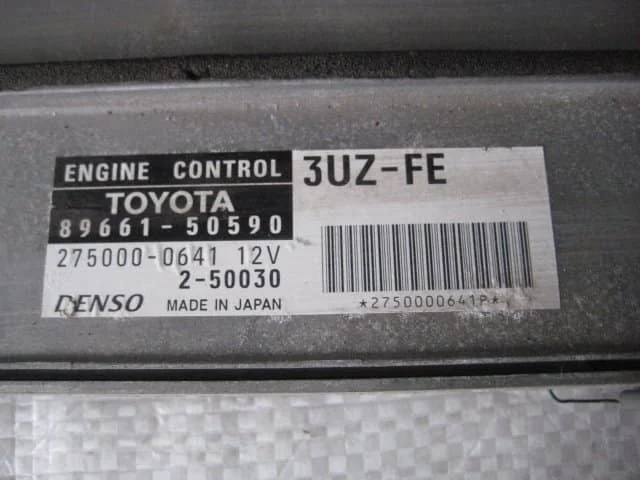 ENGINE CONTROL
3UZ-FE
TOYOTA
89661-50590
275000-0641 12V
2-50030
DENSO MADE IN JAPAN
*2750000641P*